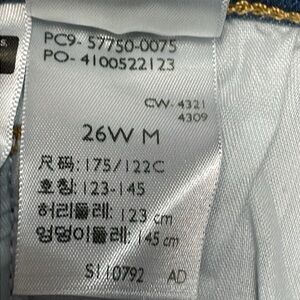 PC9- 57750-0075
PO- 4100522123
CW- 4321
4309
26W M
尺码: 175/122C
호칭: 123-145
허리둘레: 123 cm
엉덩이둘레: 145 cm
S110792 AD